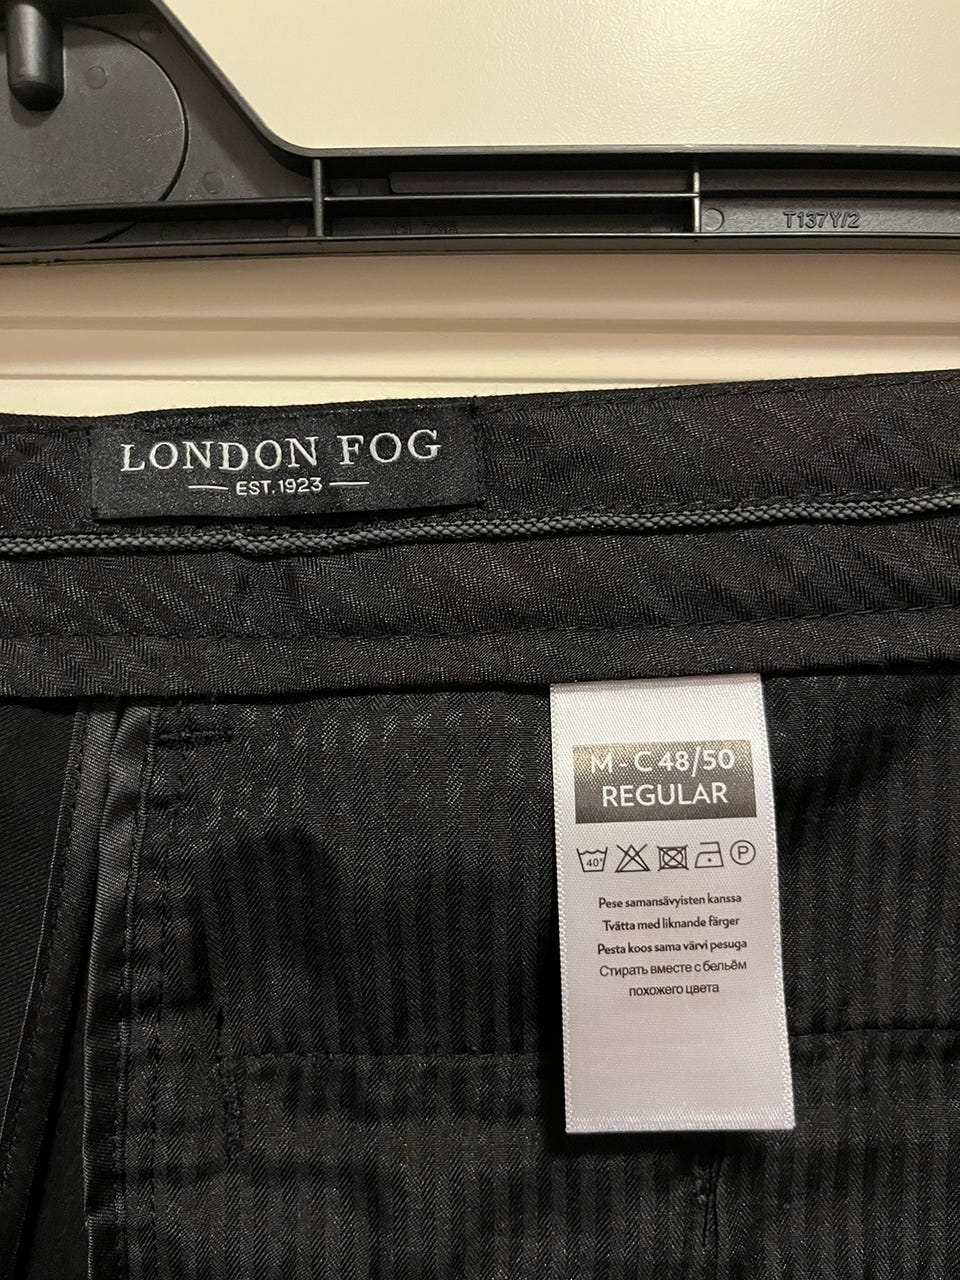 T137Y/2
LONDON FOG
EST. 1923
M - C 48/50
REGULAR
40° P
Pese samansävyisten kanssa
Tvätta med liknande färger
Pesta koos sama värvi pesuga
Стирать вместе с бельём
похожего цвета